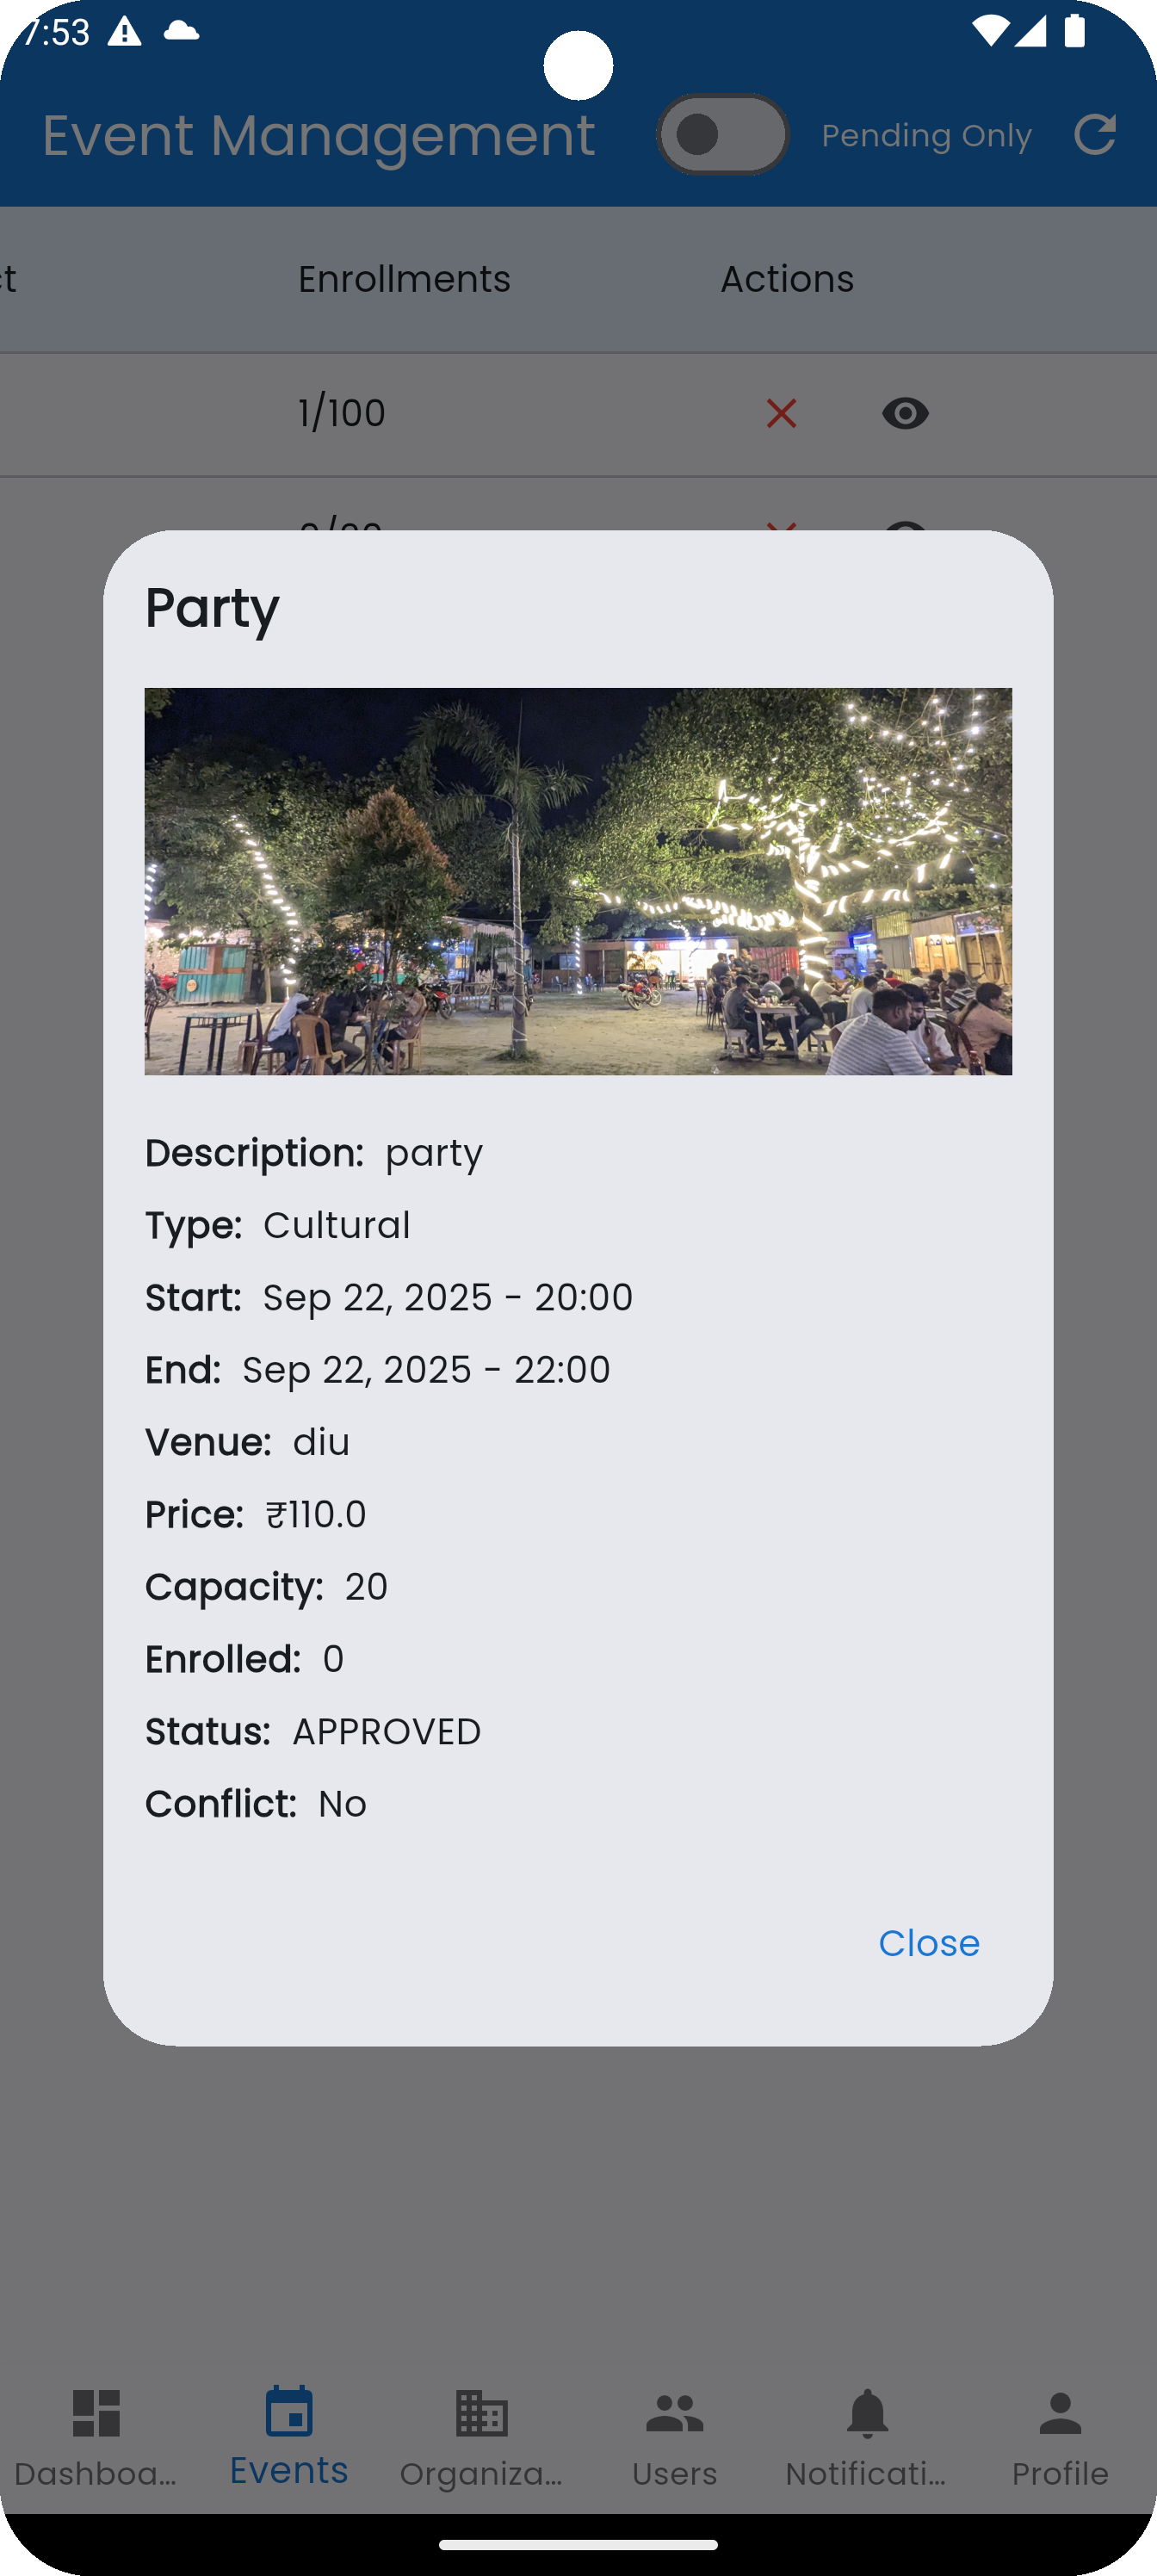 7:53
Event Management
Pending Only
Enrollments Actions
1/100
Party
Description: party
Type: Cultural
Start: Sep 22, 2025 - 20:00
End: Sep 22, 2025 - 22:00
Venue: diu
Price: ₹110.0
Capacity: 20
Enrolled: 0
Status: APPROVED
Conflict: No
Close
Dashboa... Events Organiza... Users Notificati... Profile